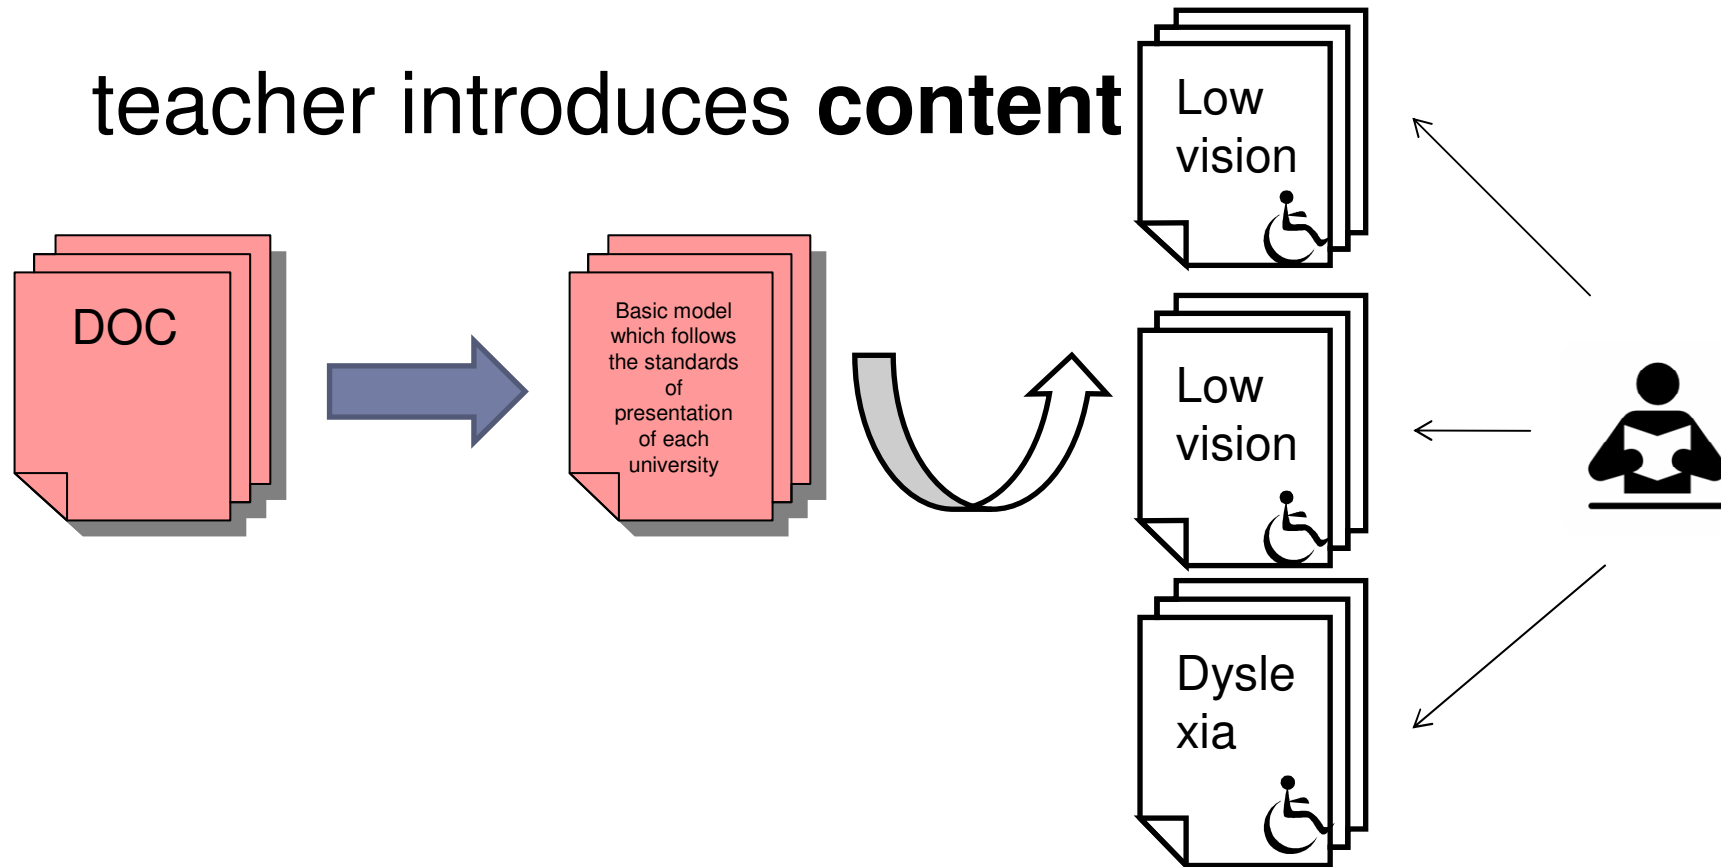 teacher introduces content
DOC
Basic model
which follows
the standards
of
presentation
of each
university
Low
vision
Low
vision
Dysle
xia